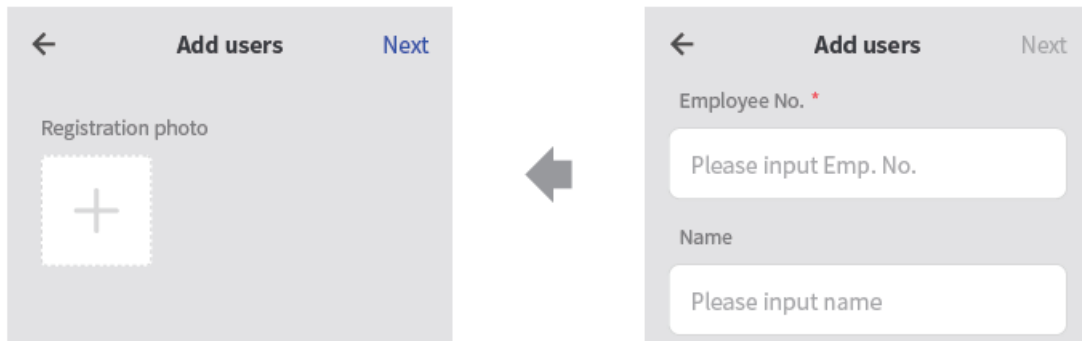 Add users
Next
Registration photo
Add users
Next
Employee No. *
Please input Emp. No.
Name
Please input name